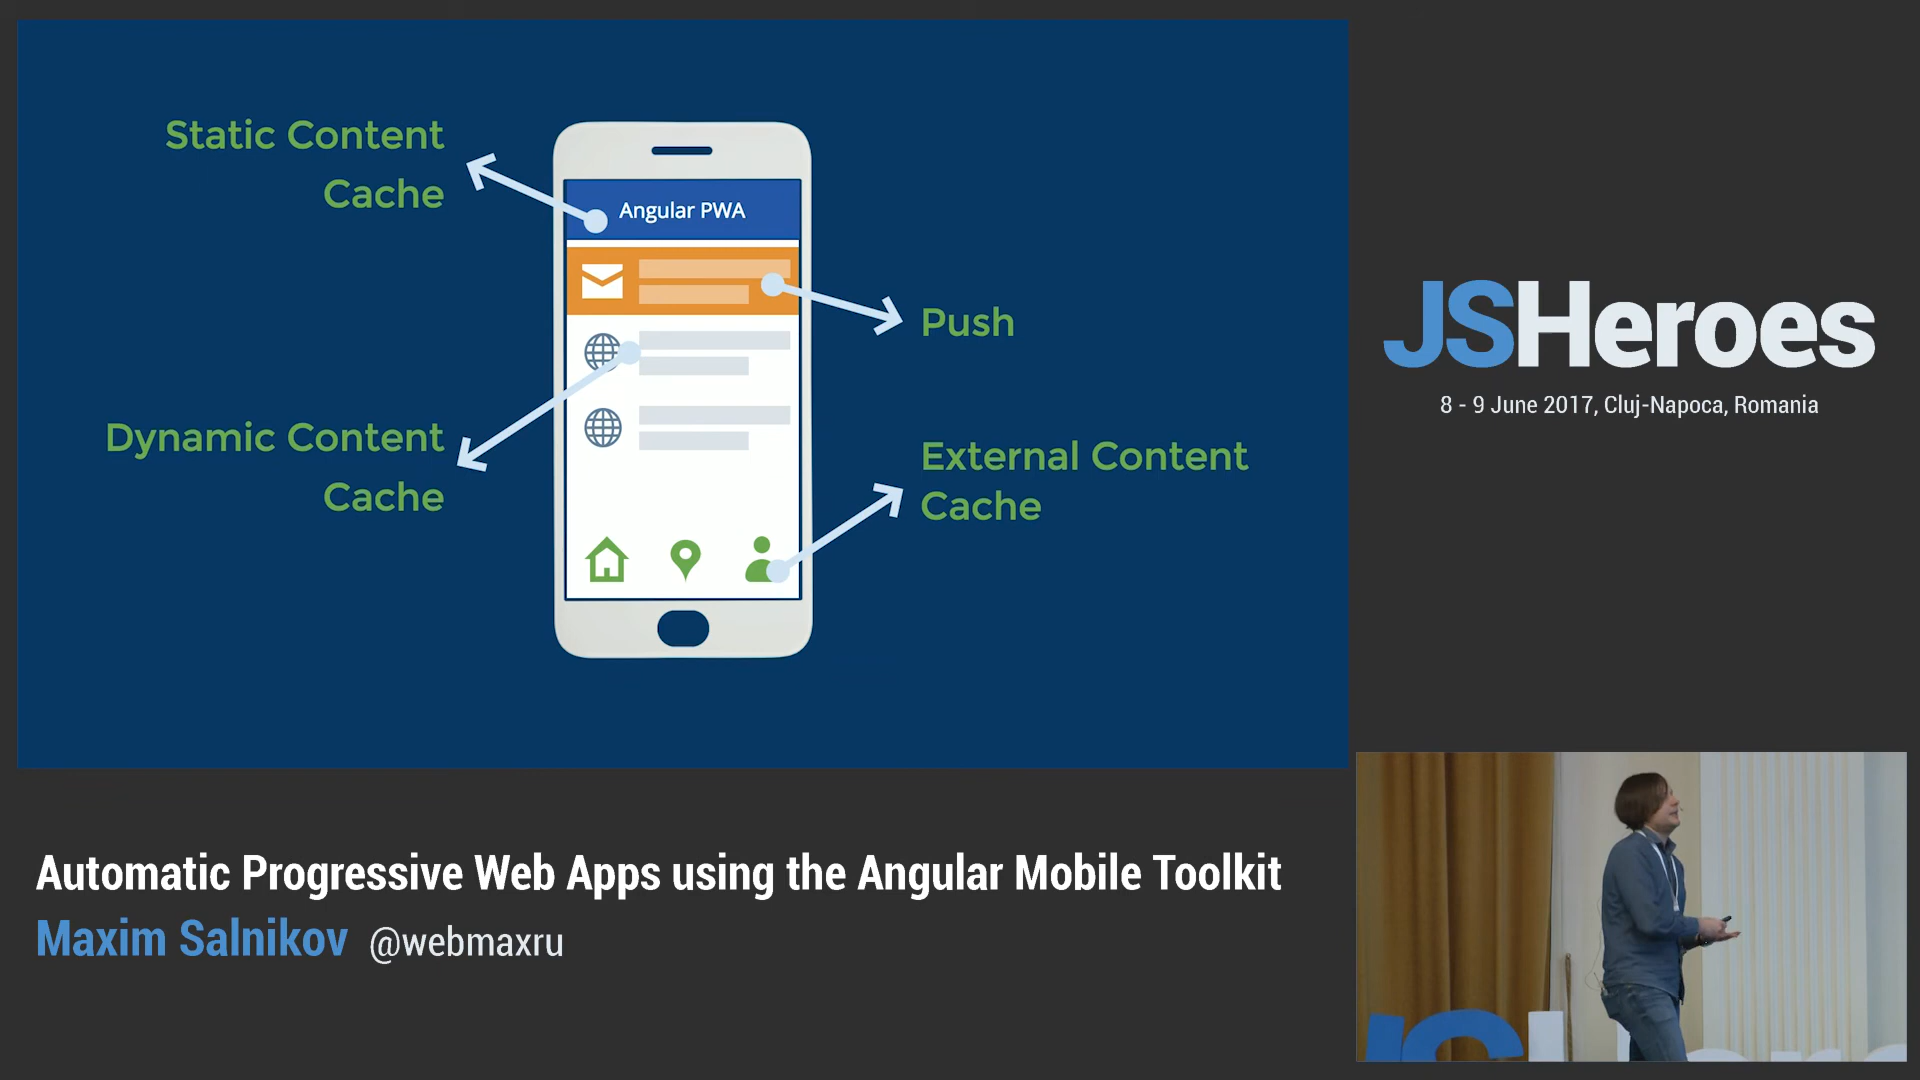 Static Content
Cache
Angular PWA
Push
Dynamic Content
Cache
External Content
Cache
JSHeroes
8 - 9 June 2017, Cluj-Napoca, Romania
Automatic Progressive Web Apps using the Angular Mobile Toolkit
Maxim Salnikov @webmaxru